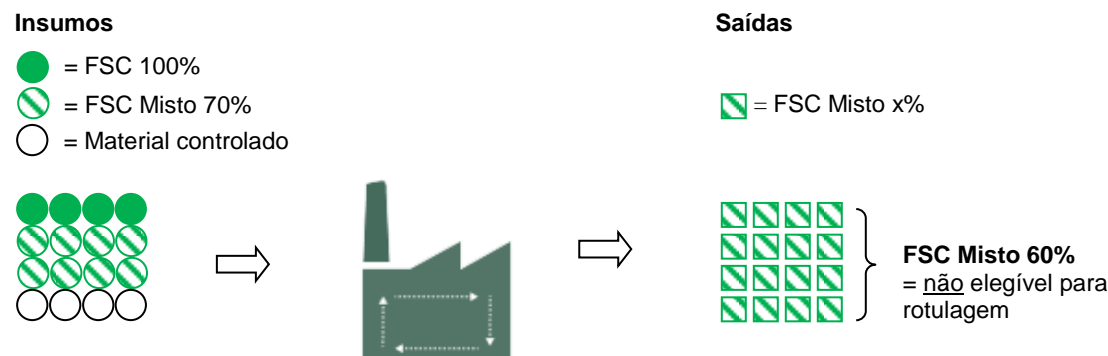 Insumos
= FSC 100%
= FSC Misto 70%
= Material controlado
Saídas
= FSC Misto x%
FSC Misto 60%
= não elegível para
rotulagem